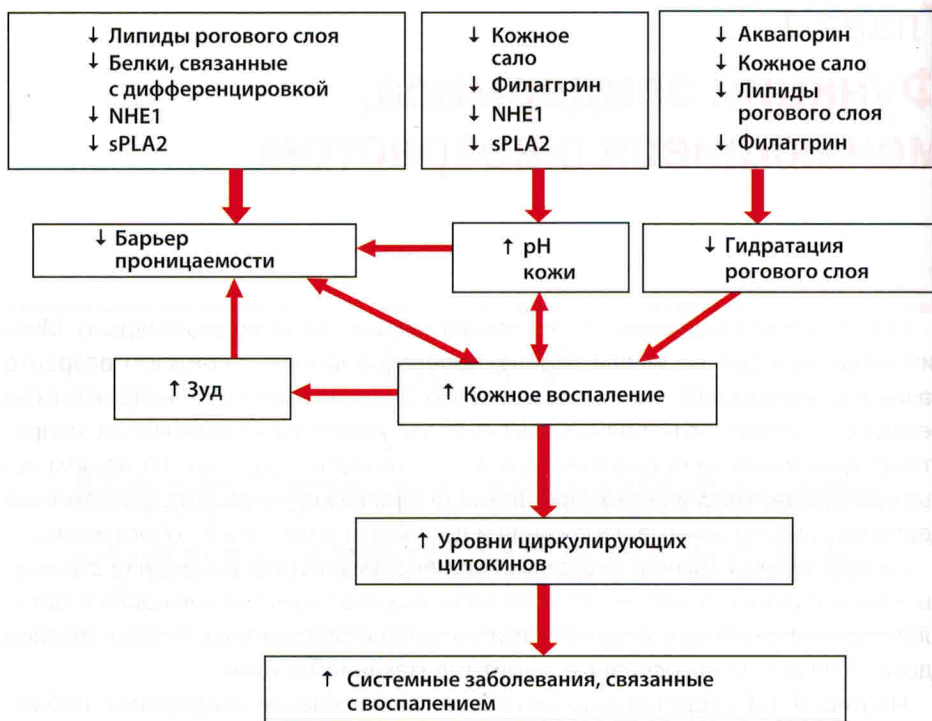 ↓ Липиды рогового слоя
↓ Белки, связанные
с дифференцировкой
↓ NHE1
↓ sPLA2
↓ Кожное
сало
↓ Филаггрин
↓ NHE1
↓ sPLA2
↓ Аквапорин
↓ Кожное сало
↓ Липиды
рогового слоя
↓ Филаггрин
↓ Барьер
проницаемости
↑ pH
кожи
↓ Гидратация
рогового слоя
↑ Зуд
↑ Кожное воспаление
↑ Уровни циркулирующих
цитокинов
↑ Системные заболевания, связанные
с воспалением